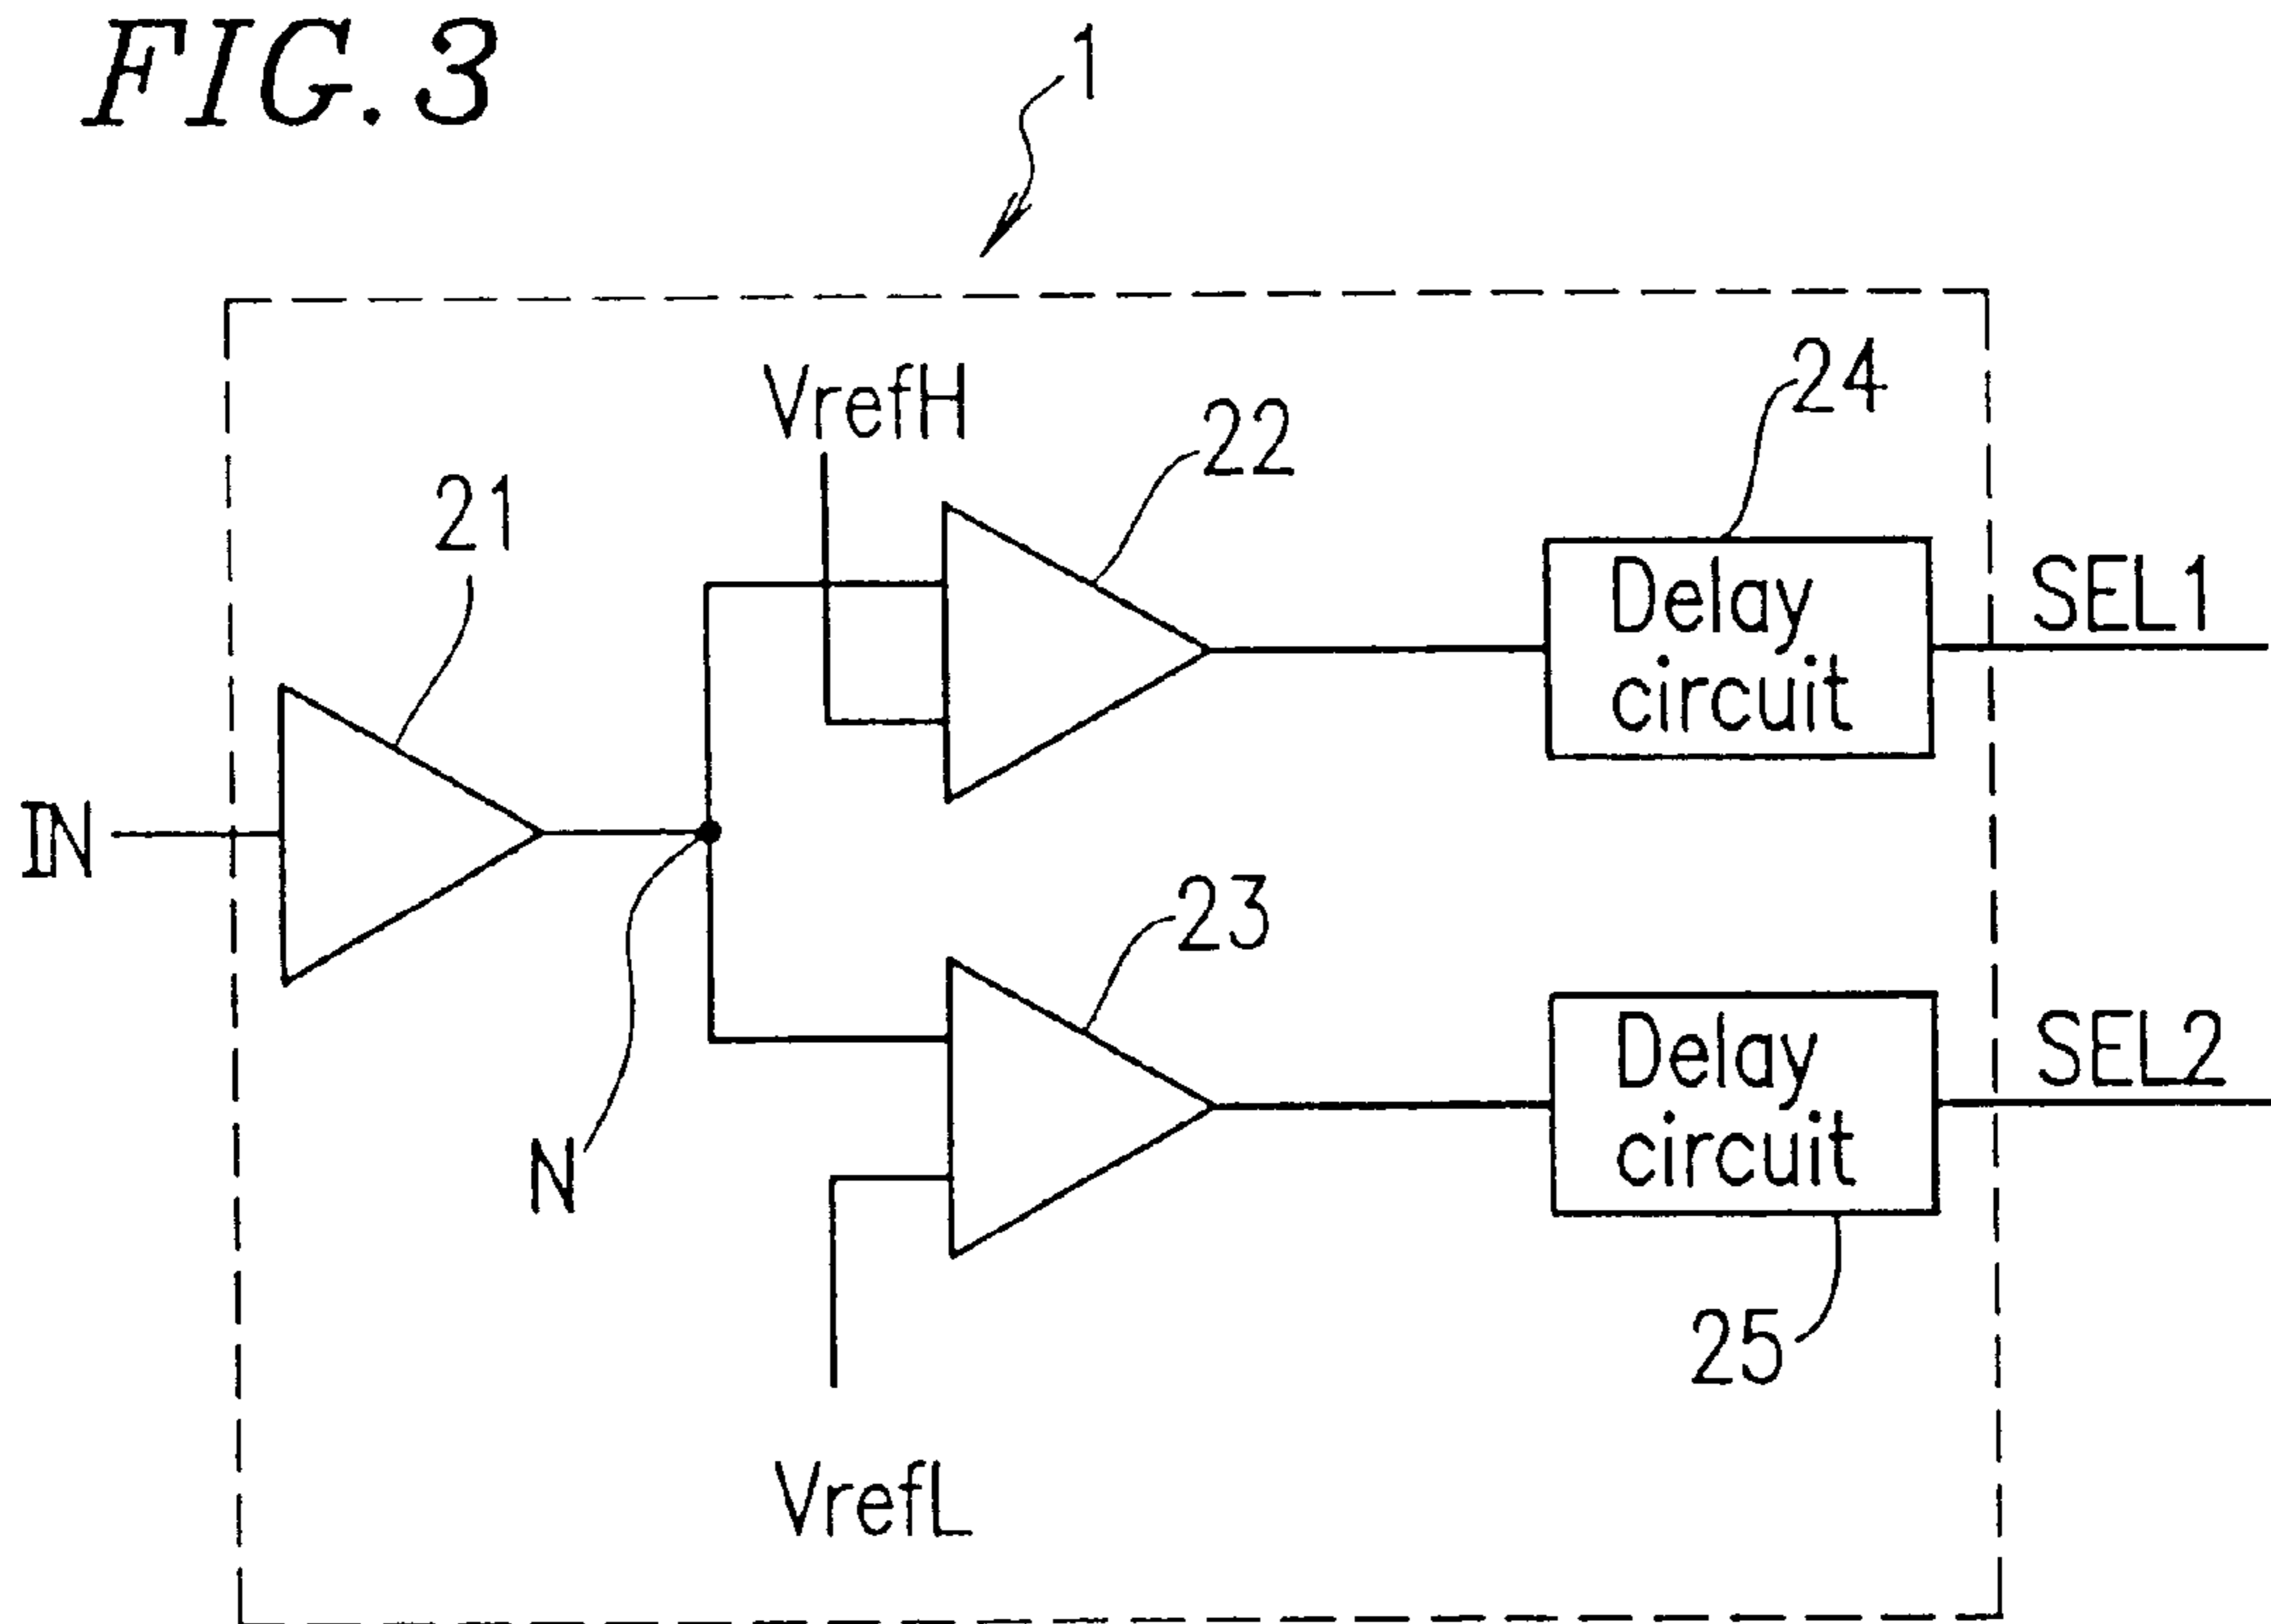 FIG. 3
1
VrefH
22
24
21
Delay
circuit
SEL1
IN
23
N
Delay
circuit
SEL2
25
VrefL